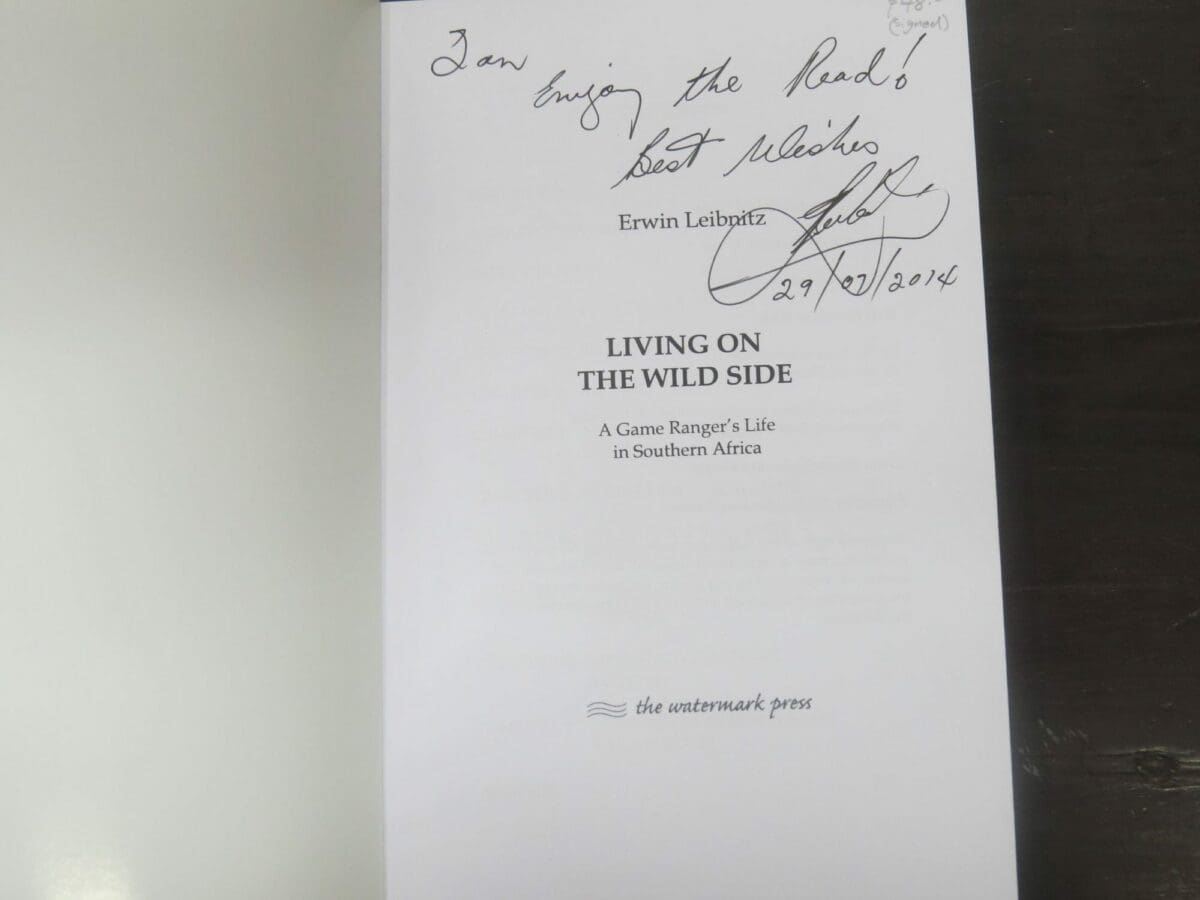 48.-
(signed)
Ian
Enjoy the Read!
Best Wishes
Erwin Leibnitz
29/07/2014
LIVING ON
THE WILD SIDE
A Game Ranger's Life
in Southern Africa
the watermark press